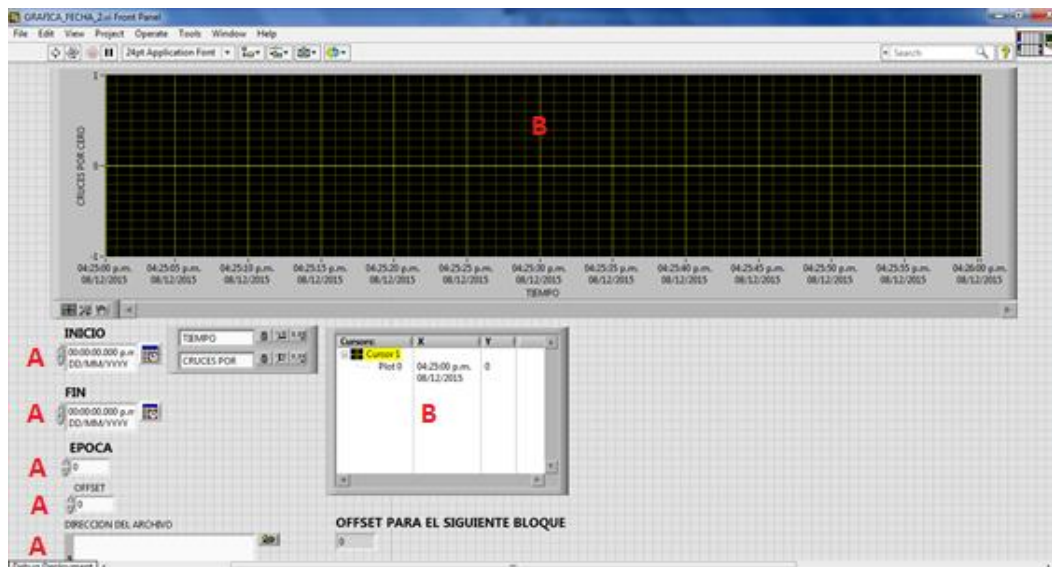 GRAFICA_FECHA_2.vi Front Panel
File Edit View Project Operate Tools Window Help
24pt Application Font
Search
1
CRUCES POR CERO
B
0
-1
04:25:00 p.m. 04:25:05 p.m. 04:25:10 p.m. 04:25:15 p.m. 04:25:20 p.m. 04:25:25 p.m. 04:25:30 p.m. 04:25:35 p.m. 04:25:40 p.m. 04:25:45 p.m. 04:25:50 p.m. 04:25:55 p.m. 04:26:00 p.m.
08/12/2015 08/12/2015 08/12/2015 08/12/2015 08/12/2015 08/12/2015 08/12/2015 08/12/2015 08/12/2015 08/12/2015 08/12/2015 08/12/2015 08/12/2015
TIEMPO
INICIO
A
00:00:00.000 p.m
DD/MM/YYYY
FIN
A
00:00:00.000 p.m
DD/MM/YYYY
EPOCA
A
0
OFFSET
A
0
DIRECCION DEL ARCHIVO
A
TIEMPO
CRUCES POR
Cursors: X Y
Cursor 1
Plot 0 04:25:00 p.m. 0
08/12/2015
B
OFFSET PARA EL SIGUIENTE BLOQUE
0